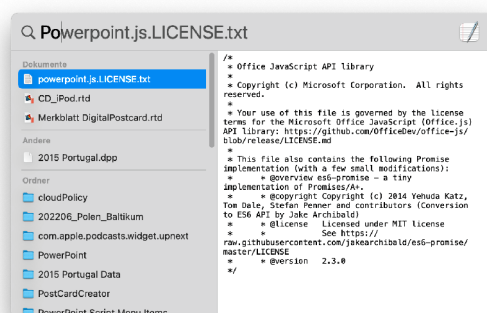 Powerpoint.js.LICENSE.txt
Dokumente
powerpoint.js.LICENSE.txt
CD_iPod.rtd
Merkblatt DigitalPostcard.rtd
Andere
2015 Portugal.dpp
Ordner
cloudPolicy
202206_Polen_Baltikum
com.apple.podcasts.widget.upnext
PowerPoint
2015 Portugal Data
PostCardCreator
PowerPoint Script Menu Items
/*
* Office JavaScript API library
*
* Copyright (c) Microsoft Corporation.  All rights
reserved.
*
* Your use of this file is governed by the license
terms for the Microsoft Office JavaScript (Office.js)
API library: https://github.com/OfficeDev/office-js/
blob/release/LICENSE.md
*
* This file also contains the following Promise
implementation (with a few small modifications):
*     * @overview es6-promise - a tiny
implementation of Promises/A+.
*     * @copyright Copyright (c) 2014 Yehuda Katz,
Tom Dale, Stefan Penner and contributors (Conversion
to ES6 API by Jake Archibald)
*     * @license   Licensed under MIT license
*     *            See https://
raw.githubusercontent.com/jakearchibald/es6-promise/
master/LICENSE
*     * @version   2.3.0
*/